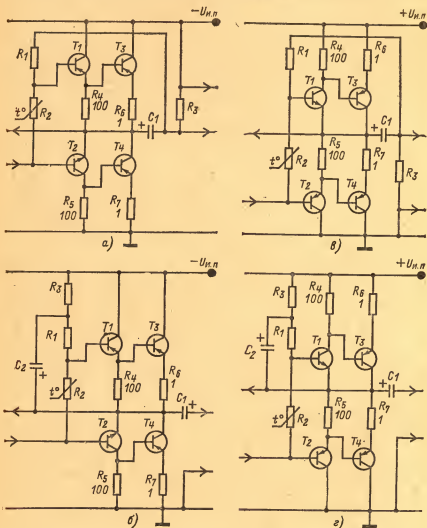 −Uи.п
R1
T1
T3
R4
100
R6
1
C1
+
R3
t°
R2
T2
T4
R5
100
R7
1
а)
+Uи.п
R1
R4
100
R6
1
T1
T3
C1
+
t°
R2
R5
100
R7
1
R3
T2
T4
в)
−Uи.п
R3
R1
T1
T3
C2
+
R4
100
R6
1
t°
R2
C1
+
T2
T4
R5
100
R7
1
б)
+Uи.п
R3
R4
100
R6
1
C2
+
R1
T1
T3
C1
+
t°
R2
R5
100
R7
1
T2
T4
г)